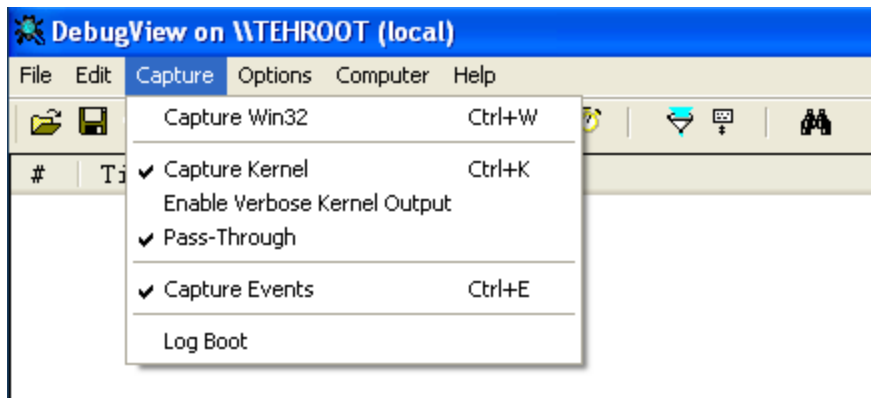 DebugView on \\TEHROOT (local)
File Edit Capture Options Computer Help
Capture Win32 Ctrl+W
# Ti
Capture Kernel Ctrl+K
Enable Verbose Kernel Output
Pass-Through
Capture Events Ctrl+E
Log Boot